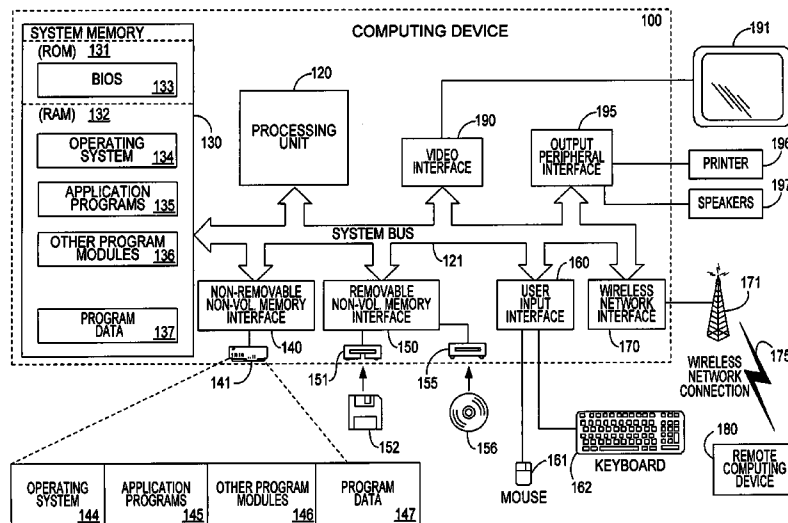 SYSTEM MEMORY
(ROM) 131
BIOS
133
(RAM) 132
OPERATING
SYSTEM 134
APPLICATION
PROGRAMS 135
OTHER PROGRAM
MODULES 136
PROGRAM
DATA 137
130
COMPUTING DEVICE
100
120
PROCESSING
UNIT
190
VIDEO
INTERFACE
195
OUTPUT
PERIPHERAL
INTERFACE
191
PRINTER
196
SPEAKERS
197
SYSTEM BUS
121
NON-REMOVABLE
NON-VOL MEMORY
INTERFACE
140
REMOVABLE
NON-VOL MEMORY
INTERFACE
150
160
USER
INPUT
INTERFACE
WIRELESS
NETWORK
INTERFACE
170
171
175
WIRELESS
NETWORK
CONNECTION
141
151
152
155
156
161
MOUSE
162
KEYBOARD
180
REMOTE
COMPUTING
DEVICE
OPERATING
SYSTEM
144
APPLICATION
PROGRAMS
145
OTHER PROGRAM
MODULES
146
PROGRAM
DATA
147